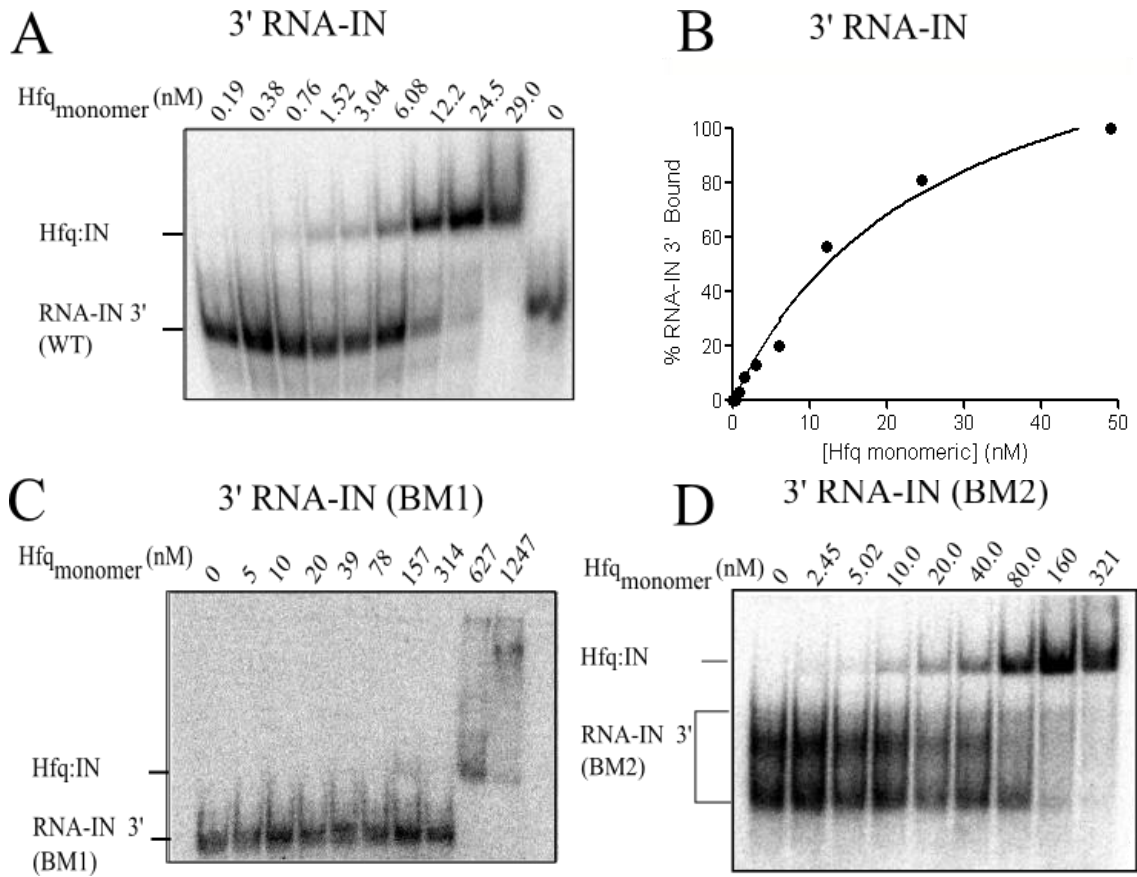 A
3' RNA-IN
Hfq monomer (nM)
0.19 0.38 0.76 1.52 3.04 6.08 12.2 24.5 29.0 0
Hfq:IN
RNA-IN 3'
(WT)
B
3' RNA-IN
% RNA-IN 3' Bound
100
80
60
40
20
0
0 10 20 30 40 50
[Hfq monomeric] (nM)
C
3' RNA-IN (BM1)
Hfq monomer (nM)
0 5 10 20 39 78 157 314 627 1247
Hfq:IN
RNA-IN 3'
(BM1)
D
3' RNA-IN (BM2)
Hfq monomer (nM)
0 2.45 5.02 10.0 20.0 40.0 80.0 160 321
Hfq:IN
RNA-IN 3'
(BM2)